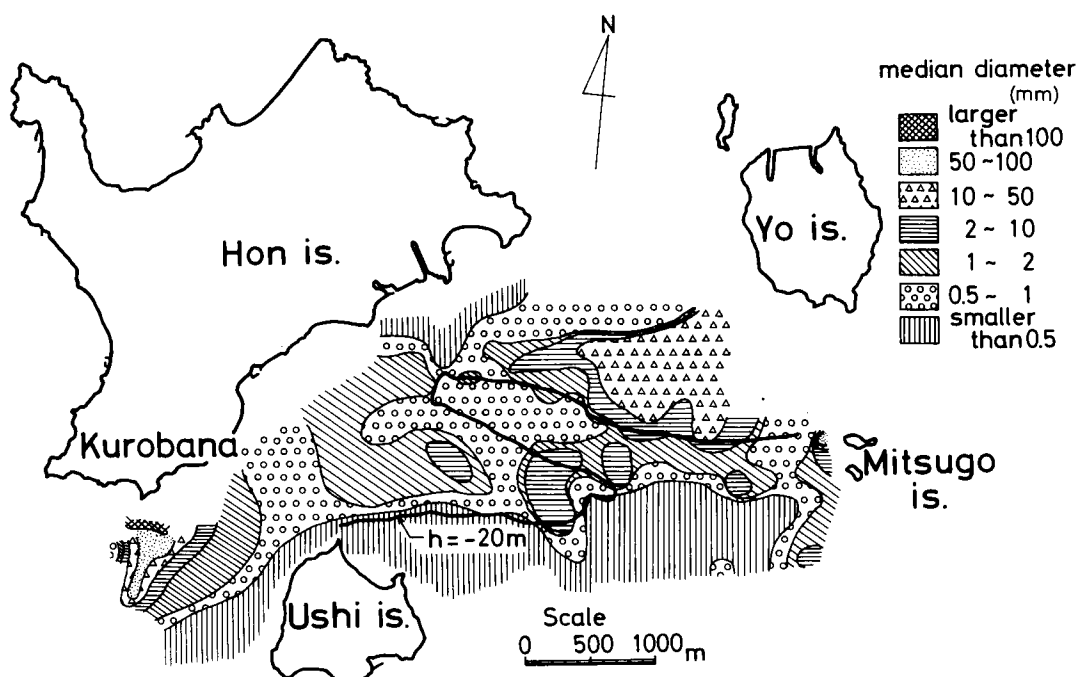 N
median diameter
(mm)
larger
than 100
50 ~ 100
10 ~ 50
2 ~ 10
1 ~ 2
0.5 ~ 1
smaller
than 0.5
Hon is.
Yo is.
Kurobana
Mitsugo
is.
h = -20m
Ushi is.
Scale
0 500 1000 m